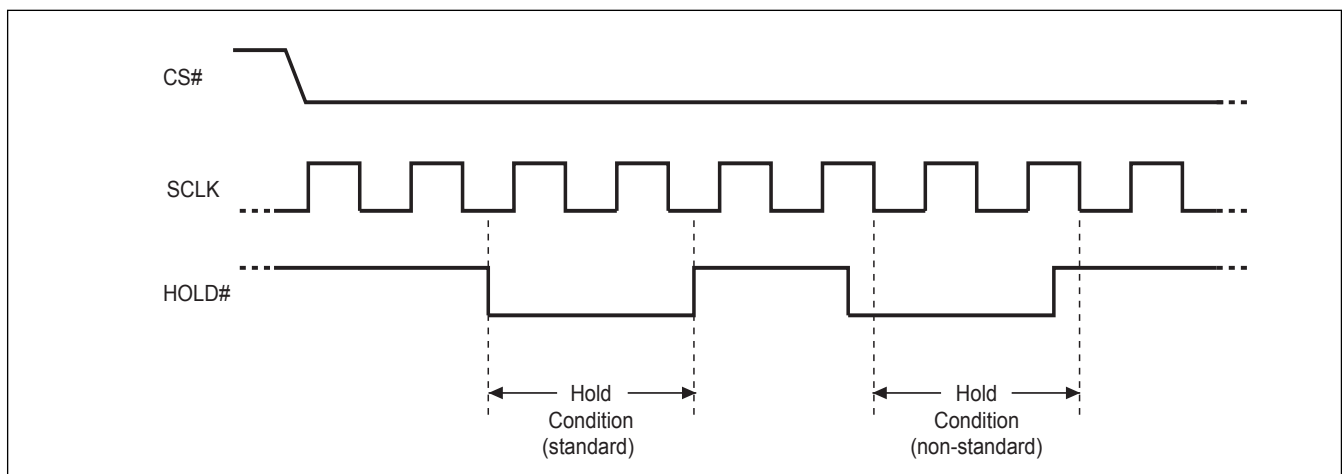 CS#
SCLK
HOLD#
Hold
Condition
(standard)
Hold
Condition
(non-standard)